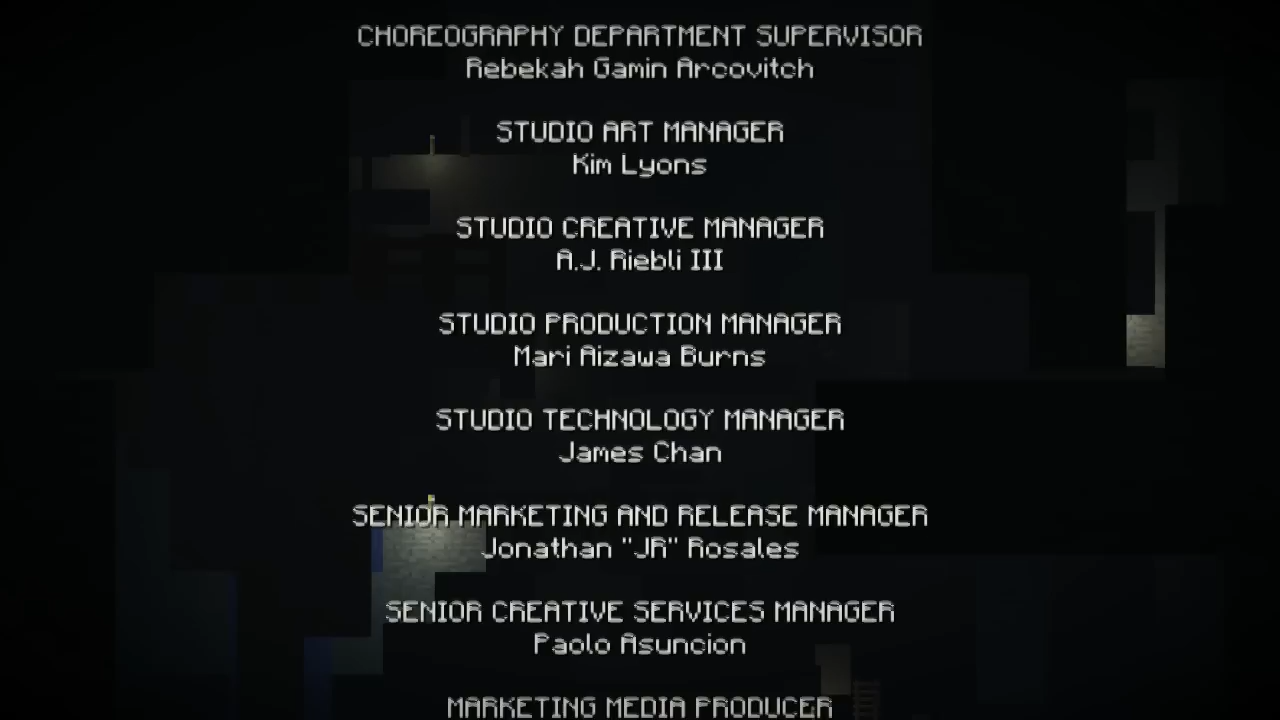 CHOREOGRAPHY DEPARTMENT SUPERVISOR
Rebekah Gamin Arcovitch
STUDIO ART MANAGER
Kim Lyons
STUDIO CREATIVE MANAGER
A.J. Riebli III
STUDIO PRODUCTION MANAGER
Mari Aizawa Burns
STUDIO TECHNOLOGY MANAGER
James Chan
SENIOR MARKETING AND RELEASE MANAGER
Jonathan "JR" Rosales
SENIOR CREATIVE SERVICES MANAGER
Paolo Asuncion
MARKETING MEDIA PRODUCER